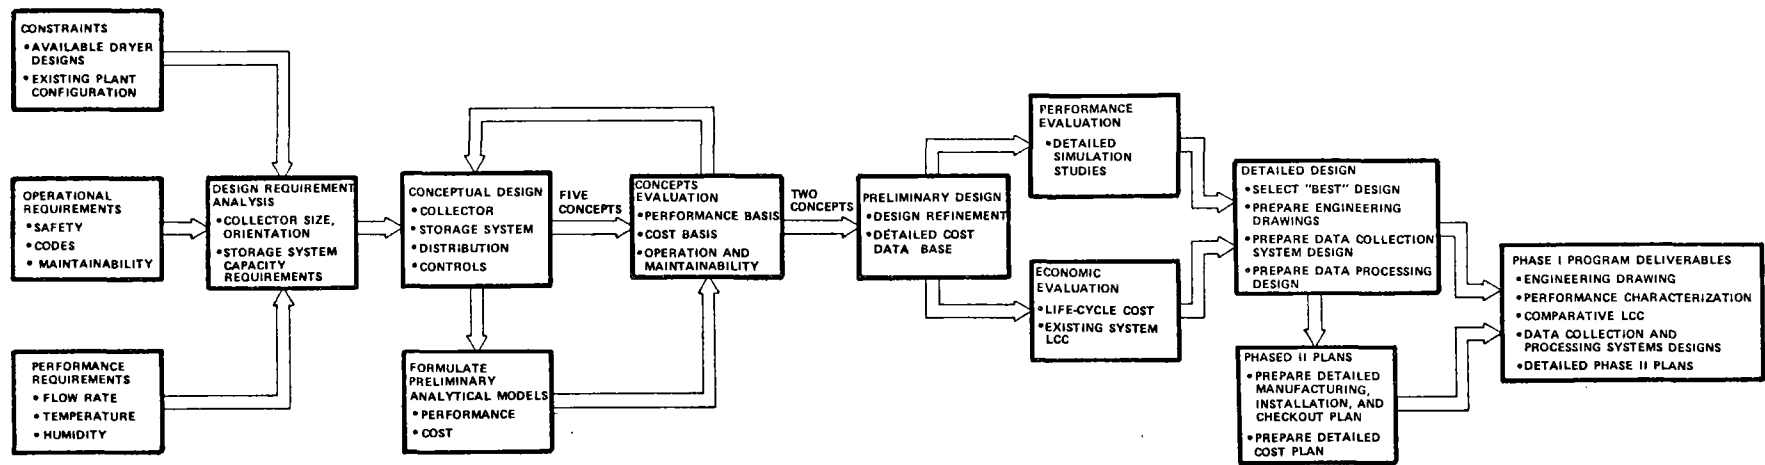 CONSTRAINTS
• AVAILABLE DRYER
DESIGNS
• EXISTING PLANT
CONFIGURATION
OPERATIONAL
REQUIREMENTS
• SAFETY
• CODES
• MAINTAINABILITY
PERFORMANCE
REQUIREMENTS
• FLOW RATE
• TEMPERATURE
• HUMIDITY
DESIGN REQUIREMENT
ANALYSIS
• COLLECTOR SIZE,
ORIENTATION
• STORAGE SYSTEM
CAPACITY
REQUIREMENTS
CONCEPTUAL DESIGN
• COLLECTOR
• STORAGE SYSTEM
• DISTRIBUTION
• CONTROLS
FORMULATE
PRELIMINARY
ANALYTICAL MODELS
• PERFORMANCE
• COST
FIVE
CONCEPTS
CONCEPTS
EVALUATION
• PERFORMANCE BASIS
• COST BASIS
• OPERATION AND
MAINTAINABILITY
TWO
CONCEPTS
PRELIMINARY DESIGN
• DESIGN REFINEMENT
• DETAILED COST
DATA BASE
PERFORMANCE
EVALUATION
• DETAILED
SIMULATION
STUDIES
ECONOMIC
EVALUATION
• LIFE-CYCLE COST
• EXISTING SYSTEM
LCC
DETAILED DESIGN
• SELECT "BEST" DESIGN
• PREPARE ENGINEERING
DRAWINGS
• PREPARE DATA COLLECTION
SYSTEM DESIGN
• PREPARE DATA PROCESSING
DESIGN
PHASED II PLANS
• PREPARE DETAILED
MANUFACTURING,
INSTALLATION, AND
CHECKOUT PLAN
• PREPARE DETAILED
COST PLAN
PHASE I PROGRAM DELIVERABLES
• ENGINEERING DRAWING
• PERFORMANCE CHARACTERIZATION
• COMPARATIVE LCC
• DATA COLLECTION AND
PROCESSING SYSTEMS DESIGNS
• DETAILED PHASE II PLANS